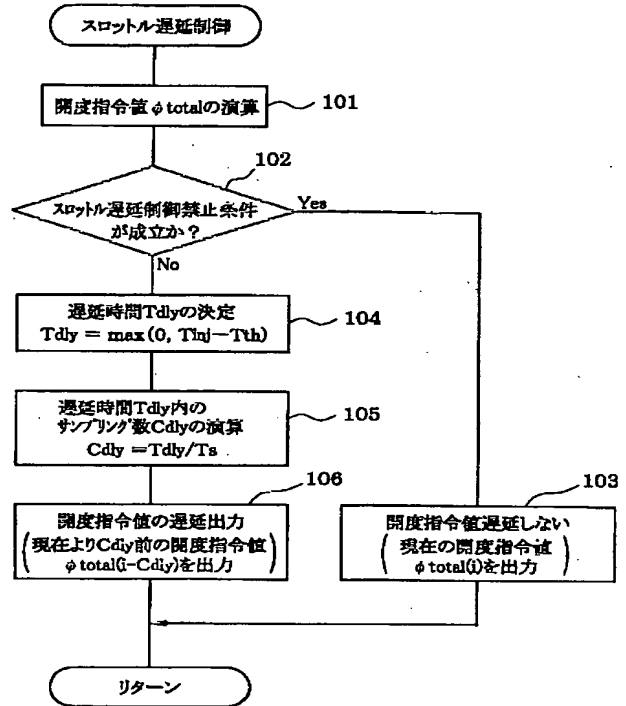 スロットル遅延制御
開度指令値φtotalの演算
101
102
スロットル遅延制御禁止条件
が成立か？
Yes
No
遅延時間Tdlyの決定
Tdly = max(0, Tinj−Tth)
104
遅延時間Tdly内の
サンプリング数Cdlyの演算
Cdly =Tdly/Ts
105
106
開度指令値の遅延出力
(現在よりCdly前の開度指令値
φtotal(i-Cdly)を出力)
103
開度指令値遅延しない
(現在の開度指令値
φtotal(i)を出力)
リターン